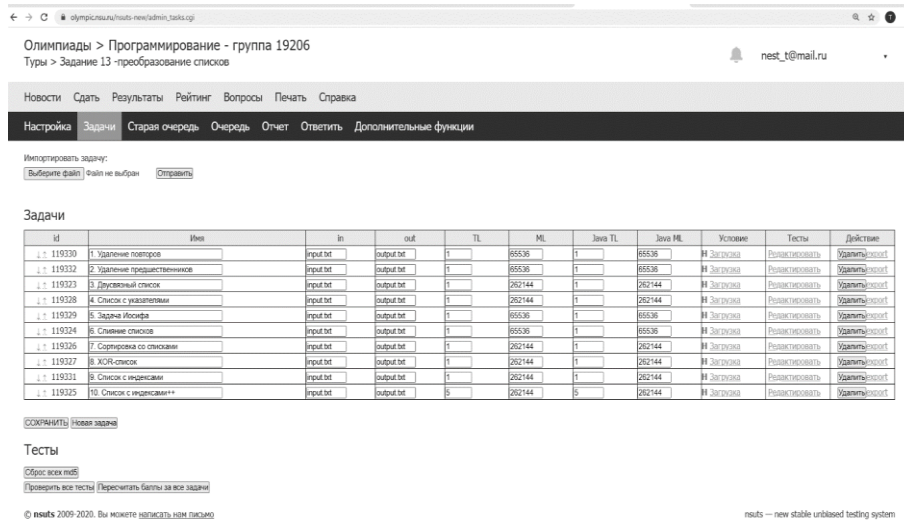 olympic.nsu.ru/nsuts-new/admin_tasks.cgi
Олимпиады > Программирование - группа 19206
Туры > Задание 13 -преобразование списков
nest_t@mail.ru
Новости Сдать Результаты Рейтинг Вопросы Печать Справка
Настройка Задачи Старая очередь Очередь Отчет Ответить Дополнительные функции
Импортировать задачу:
Выберите файл Файл не выбран Отправить
Задачи
id Имя in out TL ML Java TL Java ML Условие Тесты Действие
↓↑ 119330 1. Удаление повторов input.txt output.txt 1 65536 1 65536 H Загрузка Редактировать Удалить export
↓↑ 119332 2. Удаление предшественников input.txt output.txt 1 65536 1 65536 H Загрузка Редактировать Удалить export
↓↑ 119323 3. Двусвязный список input.txt output.txt 1 262144 1 262144 H Загрузка Редактировать Удалить export
↓↑ 119328 4. Список с указателями input.txt output.txt 1 262144 1 262144 H Загрузка Редактировать Удалить export
↓↑ 119329 5. Задача Иосифа input.txt output.txt 1 65536 1 65536 H Загрузка Редактировать Удалить export
↓↑ 119324 6. Слияние списков input.txt output.txt 1 65536 1 65536 H Загрузка Редактировать Удалить export
↓↑ 119326 7. Сортировка со списками input.txt output.txt 1 262144 1 262144 H Загрузка Редактировать Удалить export
↓↑ 119327 8. XOR-список input.txt output.txt 1 262144 1 262144 H Загрузка Редактировать Удалить export
↓↑ 119331 9. Список с индексами input.txt output.txt 1 262144 1 262144 H Загрузка Редактировать Удалить export
↓↑ 119325 10. Список с индексами++ input.txt output.txt 5 262144 5 262144 H Загрузка Редактировать Удалить export
СОХРАНИТЬ Новая задача
Тесты
Сброс всех md5
Проверить все тесты Пересчитать баллы за все задачи
© nsuts 2009-2020. Вы можете написать нам письмо
nsuts — new stable unbiased testing system